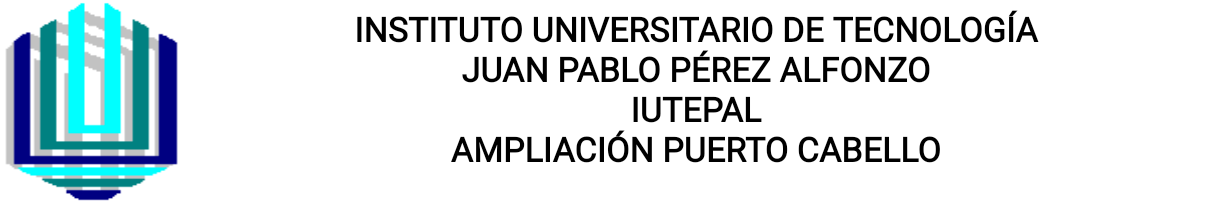 INSTITUTO UNIVERSITARIO DE TECNOLOGÍA
JUAN PABLO PÉREZ ALFONZO
IUTEPAL
AMPLIACIÓN PUERTO CABELLO